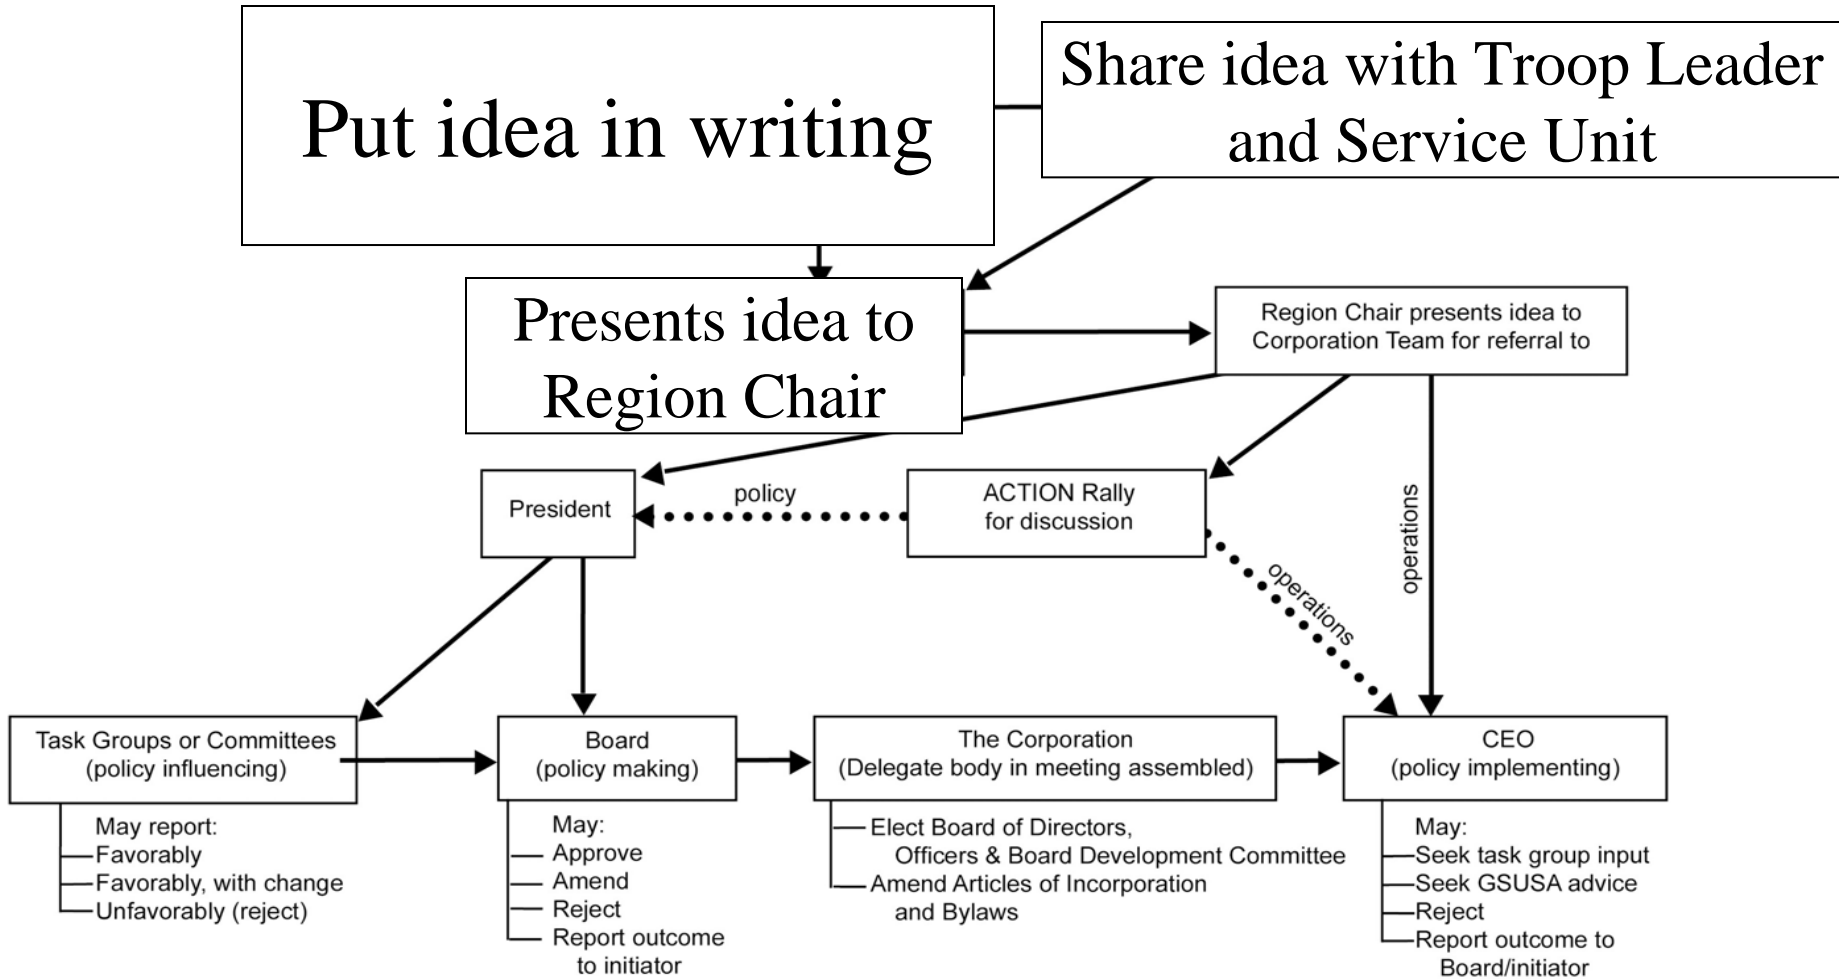 Put idea in writing
Share idea with Troop Leader
and Service Unit
Presents idea to
Region Chair
Region Chair presents idea to
Corporation Team for referral to
President
policy
ACTION Rally
for discussion
operations
operations
Task Groups or Committees
(policy influencing)
May report:
Favorably
Favorably, with change
Unfavorably (reject)
Board
(policy making)
May:
Approve
Amend
Reject
Report outcome
to initiator
The Corporation
(Delegate body in meeting assembled)
Elect Board of Directors,
Officers & Board Development Committee
Amend Articles of Incorporation
and Bylaws
CEO
(policy implementing)
May:
Seek task group input
Seek GSUSA advice
Reject
Report outcome to
Board/initiator